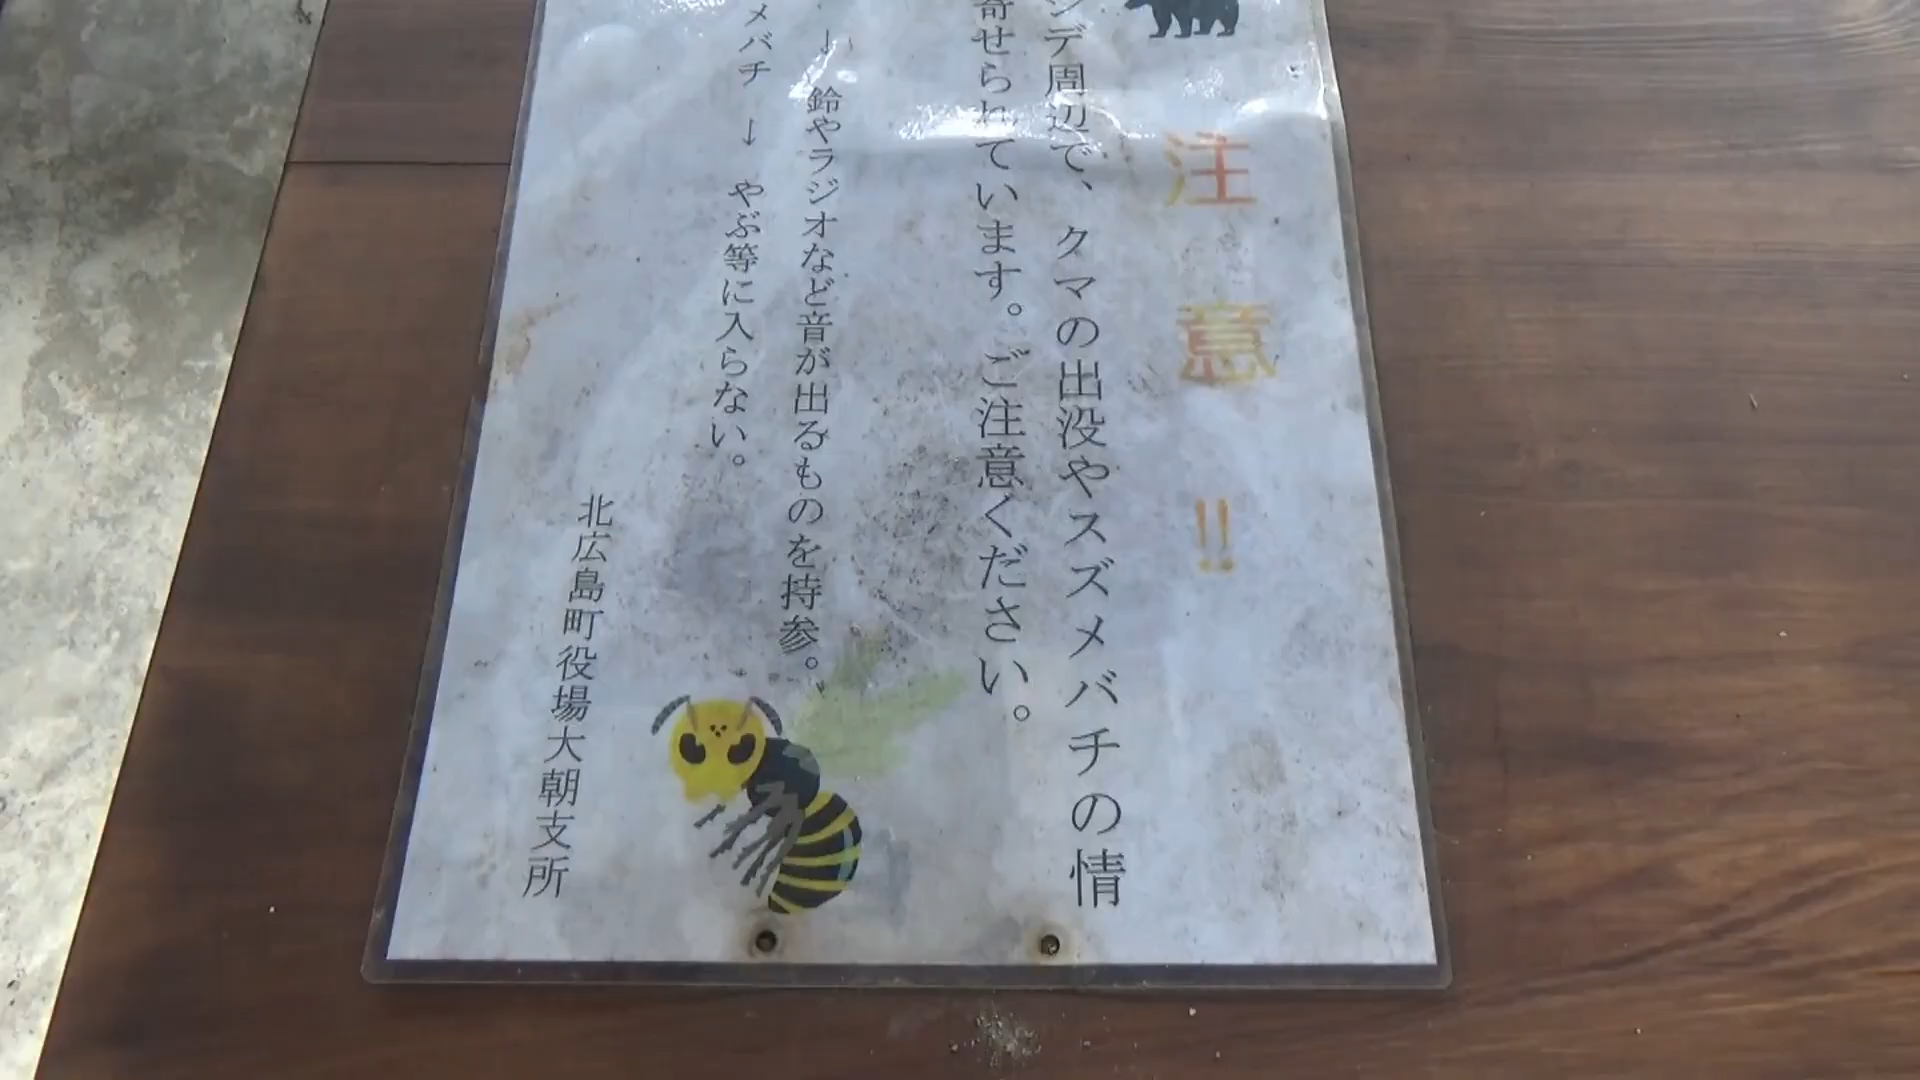 注意!!
ンデ周辺で、クマの出没やスズメバチの情
寄せられています。ご注意ください。
↓ 鈴やラジオなど音が出るものを持参。
メバチ ↓ やぶ等に入らない。
北広島町役場大朝支所